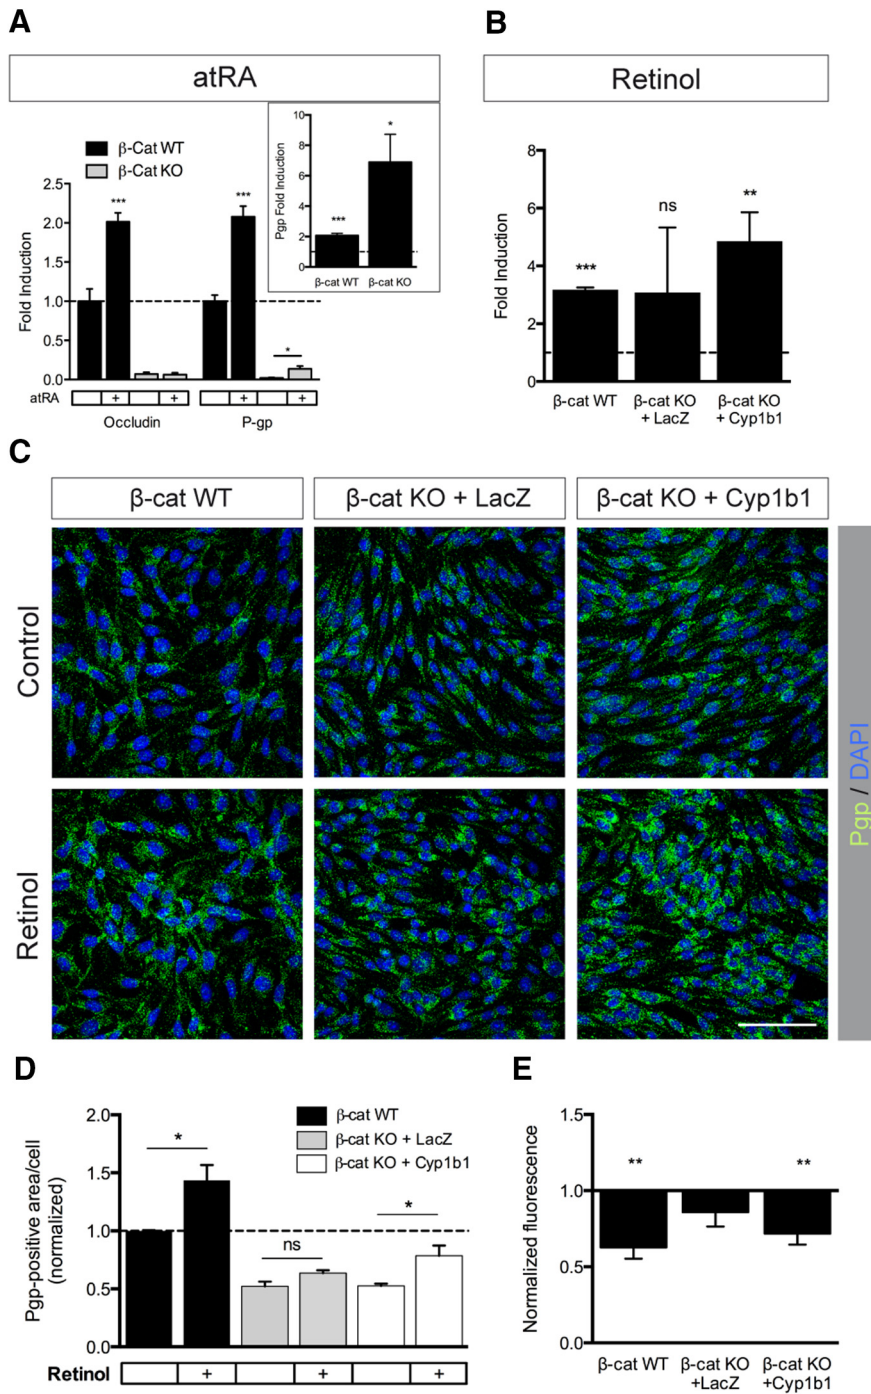 A
B
atRA
Retinol
β-Cat WT
β-Cat KO
Fold Induction
2.5
2.0
1.5
1.0
0.5
0.0
***
***
*
atRA
+
+
+
+
Occludin
P-gp
Pgp Fold Induction
10
8
6
4
2
0
***
*
β-cat WT
β-cat KO
Fold Induction
8
6
4
2
0
***
ns
**
β-cat WT
β-cat KO
+ LacZ
β-cat KO
+ Cyp1b1
C
β-cat WT
β-cat KO + LacZ
β-cat KO + Cyp1b1
Control
Retinol
Pgp / DAPI
D
E
Pgp-positive area/cell
(normalized)
2.0
1.5
1.0
0.5
0.0
β-cat WT
β-cat KO + LacZ
β-cat KO + Cyp1b1
*
ns
*
Retinol
+
+
+
Normalized fluorescence
1.5
1.0
0.5
0.0
**
**
β-cat WT
β-cat KO
+LacZ
β-cat KO
+Cyp1b1